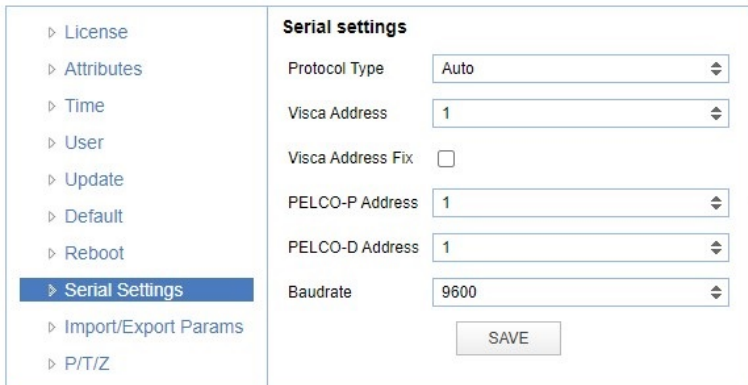 License
Attributes
Time
User
Update
Default
Reboot
Serial Settings
Import/Export Params
P/T/Z
Serial settings
Protocol Type Auto
Visca Address 1
Visca Address Fix
PELCO-P Address 1
PELCO-D Address 1
Baudrate 9600
SAVE